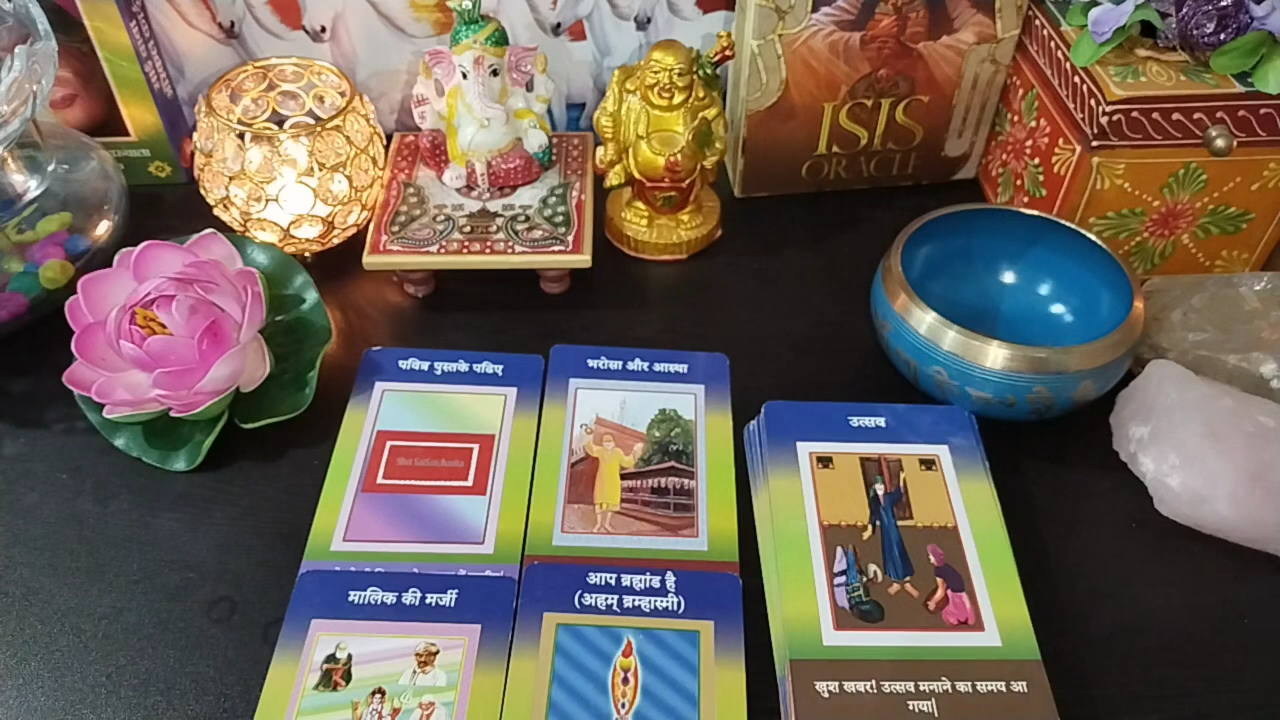 ISIS
ORACLE
पवित्र पुस्तके पढिए
Shri SaiSatcharita
भरोसा और आस्था
उत्सव
मालिक की मर्जी
आप ब्रह्मांड है
(अहम् ब्रम्हास्मी)
खुश खबर! उत्सव मनाने का समय आ
गया|